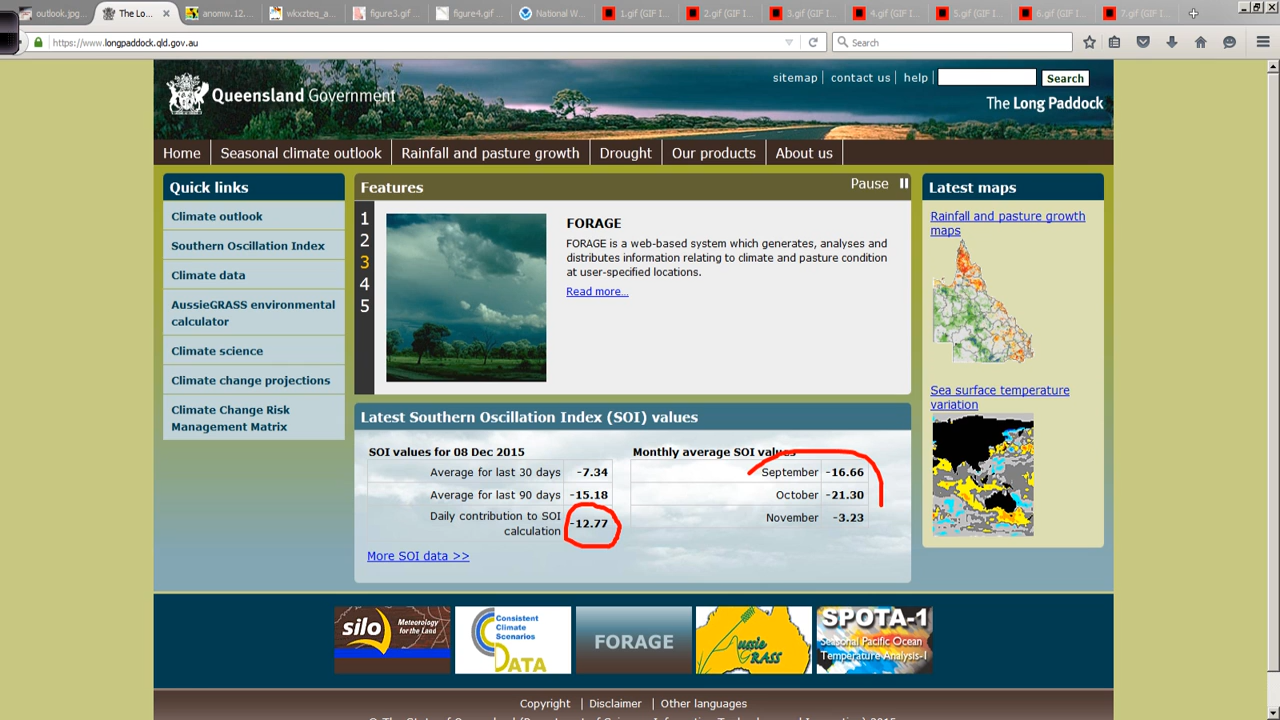 outlook.jpg...
The Lo...
anomw. 12...
wkxzteq_a...
figure3.gif ...
figure4.gif ...
National W...
1.gif (GIF I...
2.gif (GIF I...
3.gif (GIF I...
4.gif (GIF I...
5.gif (GIF I...
6.gif (GIF I...
7.gif (GIF I...
https://www.longpaddock.qld.gov.au
Search
sitemap | contact us | help
Search
Queensland Government
The Long Paddock
Home
Seasonal climate outlook
Rainfall and pasture growth
Drought
Our products
About us
Quick links
Climate outlook
Southern Oscillation Index
Climate data
AussieGRASS environmental
calculator
Climate science
Climate change projections
Climate Change Risk
Management Matrix
Features
Pause
1
2
3
4
5
FORAGE
FORAGE is a web-based system which generates, analyses and
distributes information relating to climate and pasture condition
at user-specified locations.
Read more...
Latest Southern Oscillation Index (SOI) values
SOI values for 08 Dec 2015
Average for last 30 days -7.34
Average for last 90 days -15.18
Daily contribution to SOI
calculation -12.77
More SOI data >>
Monthly average SOI values
September -16.66
October -21.30
November -3.23
Latest maps
Rainfall and pasture growth
maps
Sea surface temperature
variation
silo Meteorology
for the Land
Consistent
Climate
Scenarios
DATA
FORAGE
Aussie
GRASS
SPOTA-1
Seasonal Pacific Ocean
Temperature Analysis-1
Copyright | Disclaimer | Other languages